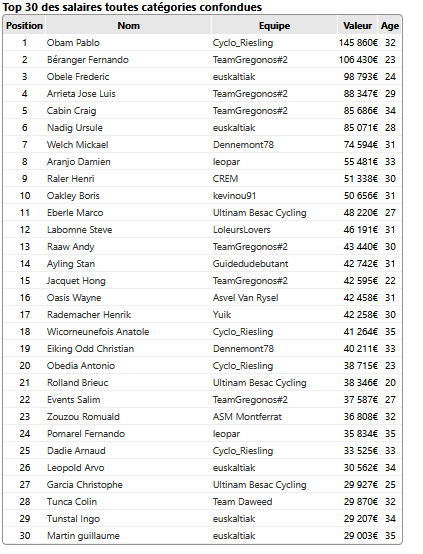 Top 30 des salaires toutes catégories confondues
Position Nom Equipe Valeur Age
1 Obam Pablo Cyclo_Riesling 145 860€ 32
2 Béranger Fernando TeamGregonos#2 106 430€ 23
3 Obele Frederic euskaltiak 98 793€ 24
4 Arrieta Jose Luis TeamGregonos#2 88 347€ 29
5 Cabin Craig TeamGregonos#2 85 686€ 34
6 Nadig Ursule euskaltiak 85 071€ 28
7 Welch Mickael Dennemont78 74 594€ 31
8 Aranjo Damien leopar 55 481€ 33
9 Raler Henri CREM 51 338€ 30
10 Oakley Boris kevinou91 50 656€ 31
11 Eberle Marco Ultinam Besac Cycling 48 220€ 27
12 Labomne Steve LoleursLovers 46 191€ 31
13 Raaw Andy TeamGregonos#2 43 440€ 30
14 Ayling Stan Guidedudebutant 42 742€ 31
15 Jacquet Hong TeamGregonos#2 42 595€ 22
16 Oasis Wayne Asvel Van Rysel 42 458€ 31
17 Rademacher Henrik Yuik 42 258€ 30
18 Wicorneunefois Anatole Cyclo_Riesling 41 264€ 35
19 Eiking Odd Christian Dennemont78 40 211€ 33
20 Obedia Antonio Cyclo_Riesling 38 715€ 23
21 Rolland Brieuc Ultinam Besac Cycling 38 346€ 20
22 Events Salim TeamGregonos#2 37 587€ 27
23 Zouzou Romuald ASM Montferrat 36 808€ 32
24 Pomarel Fernando leopar 35 834€ 35
25 Dadie Arnaud Cyclo_Riesling 33 525€ 33
26 Leopold Arvo euskaltiak 30 562€ 34
27 Garcia Christophe Ultinam Besac Cycling 29 927€ 25
28 Tunca Colin Team Daweed 29 870€ 32
29 Tunstal Ingo euskaltiak 29 207€ 34
30 Martin guillaume euskaltiak 29 003€ 35